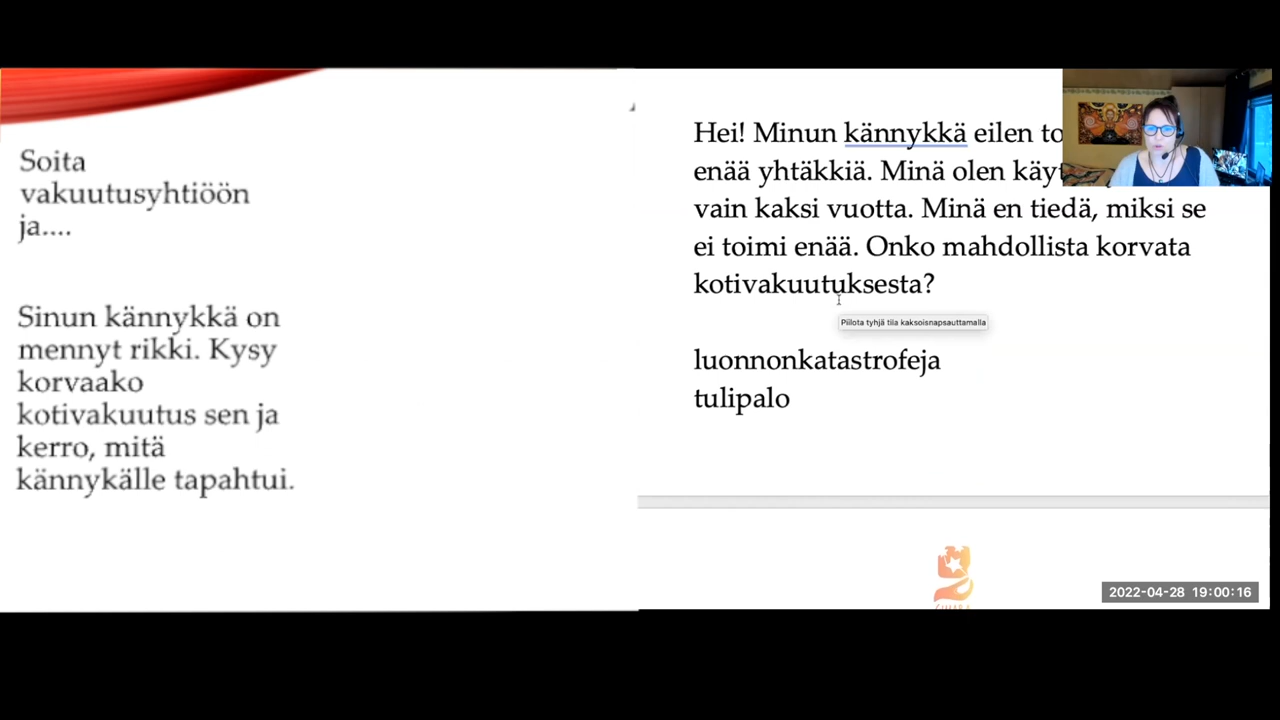 Soita
vakuutusyhtiöön
ja....
Sinun kännykkä on
mennyt rikki. Kysy
korvaako
kotivakuutus sen ja
kerro, mitä
kännykälle tapahtui.
Hei! Minun kännykkä eilen
enää yhtäkkiä. Minä olen
vain kaksi vuotta. Minä en tiedä, miksi se
ei toimi enää. Onko mahdollista korvata
kotivakuutuksesta?
Piilota tyhjä tila kaksoisnapsauttamalla
luonnonkatastrofeja
tulipalo
2022-04-28 19:00:16